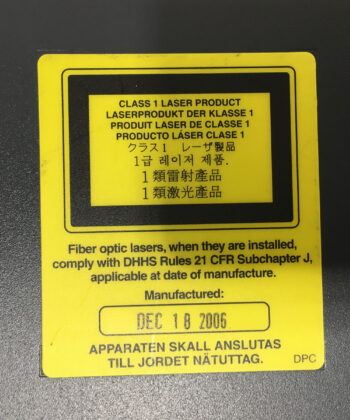 CLASS 1 LASER PRODUCT
LASERPRODUKT DER KLASSE 1
PRODUIT LASER DE CLASSE 1
PRODUCTO LÁSER CLASE 1
クラス1 レーザ製品
1급 레이저 제품.
1類雷射產品
1類激光產品
Fiber optic lasers, when they are installed,
comply with DHHS Rules 21 CFR Subchapter J,
applicable at date of manufacture.
Manufactured:
DEC 18 2006
APPARATEN SKALL ANSLUTAS
TILL JORDET NÄTUTTAG.
DPC